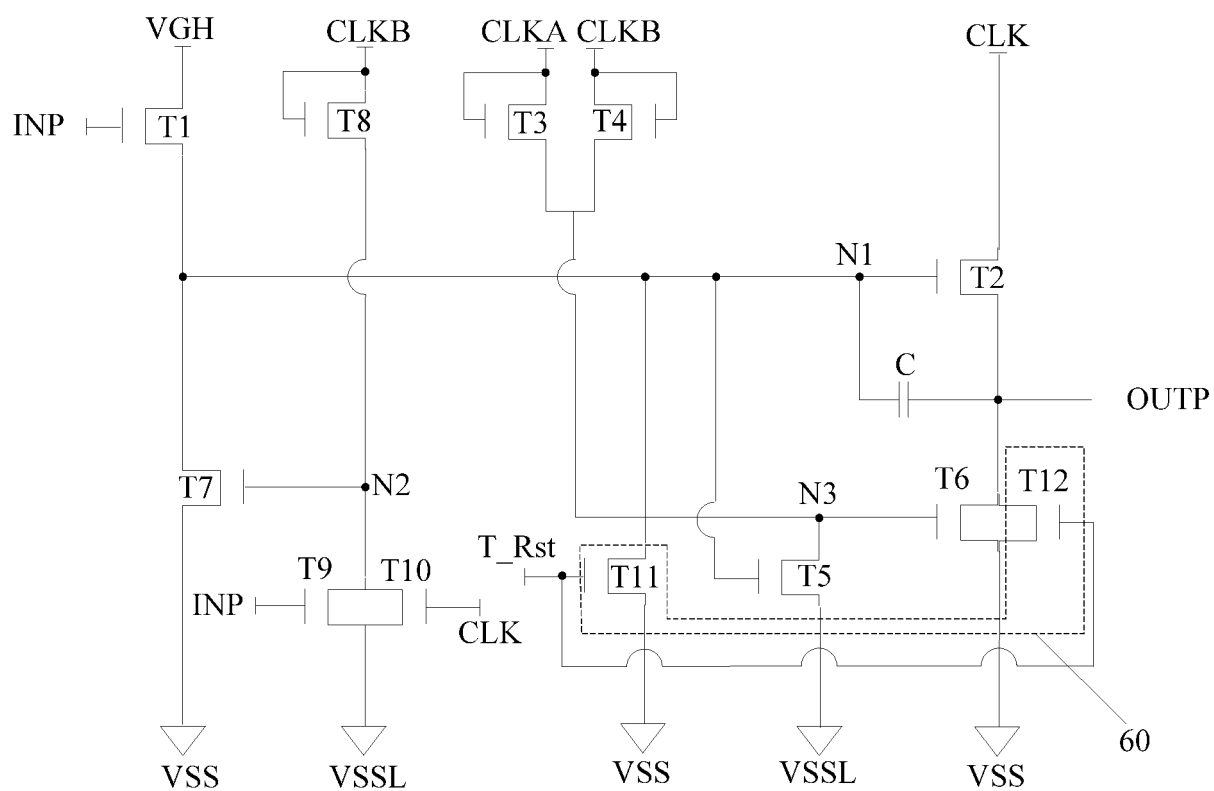 VGH CLKB CLKA CLKB CLK
INP T1 T8 T3 T4
N1 T2
C
OUTP
T7 N2 N3 T6 T12
T_Rst
T9 T10 T11 T5
INP CLK
60
VSS VSSL VSS VSSL VSS